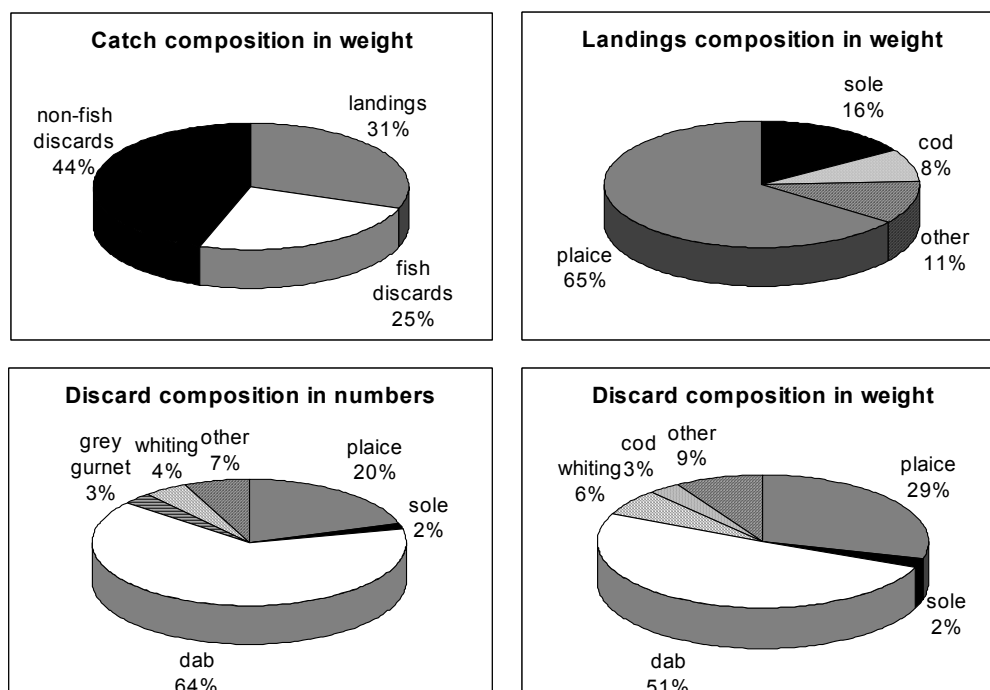 Catch composition in weight
non-fish
discards
44%
landings
31%
fish
discards
25%
Landings composition in weight
sole
16%
cod
8%
other
11%
plaice
65%
Discard composition in numbers
grey
gurnet
3%
whiting
4%
other
7%
plaice
20%
sole
2%
dab
64%
Discard composition in weight
whiting
6%
cod
3%
other
9%
plaice
29%
sole
2%
dab
51%